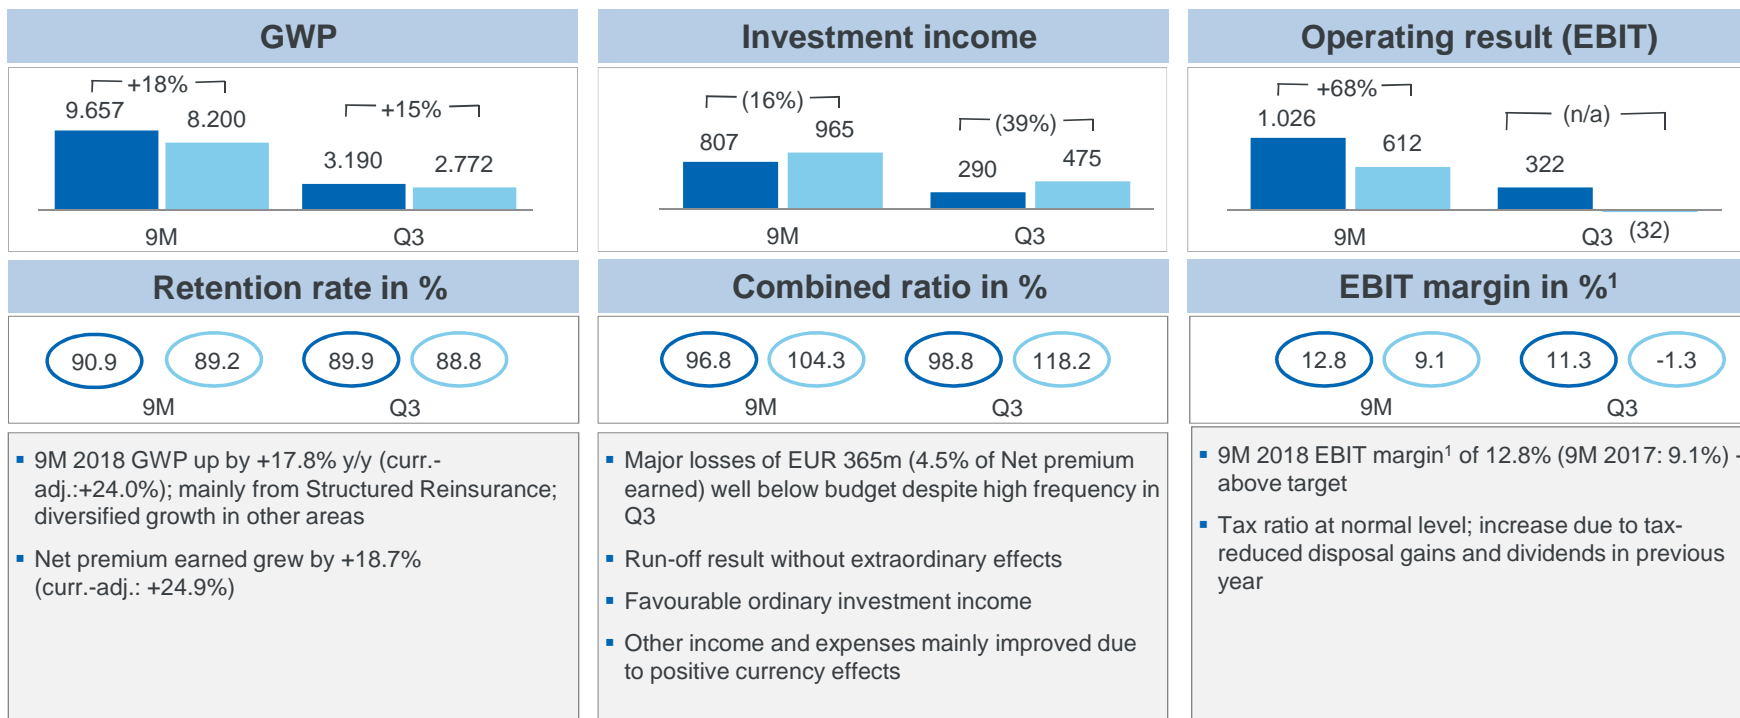 GWP
+18%
9.657
8.200
+15%
3.190
2.772
9M
Q3
Investment income
(16%)
807
965
(39%)
290
475
9M
Q3
Operating result (EBIT)
+68%
1.026
612
(n/a)
322
(32)
9M
Q3
Retention rate in %
90.9
89.2
89.9
88.8
9M
Q3
Combined ratio in %
96.8
104.3
98.8
118.2
9M
Q3
EBIT margin in %¹
12.8
9.1
11.3
-1.3
9M
Q3
▪ 9M 2018 GWP up by +17.8% y/y (curr.-
adj.:+24.0%); mainly from Structured Reinsurance;
diversified growth in other areas
▪ Net premium earned grew by +18.7%
(curr.-adj.: +24.9%)
▪ Major losses of EUR 365m (4.5% of Net premium
earned) well below budget despite high frequency in
Q3
▪ Run-off result without extraordinary effects
▪ Favourable ordinary investment income
▪ Other income and expenses mainly improved due
to positive currency effects
▪ 9M 2018 EBIT margin¹ of 12.8% (9M 2017: 9.1%) -
above target
▪ Tax ratio at normal level; increase due to tax-
reduced disposal gains and dividends in previous
year